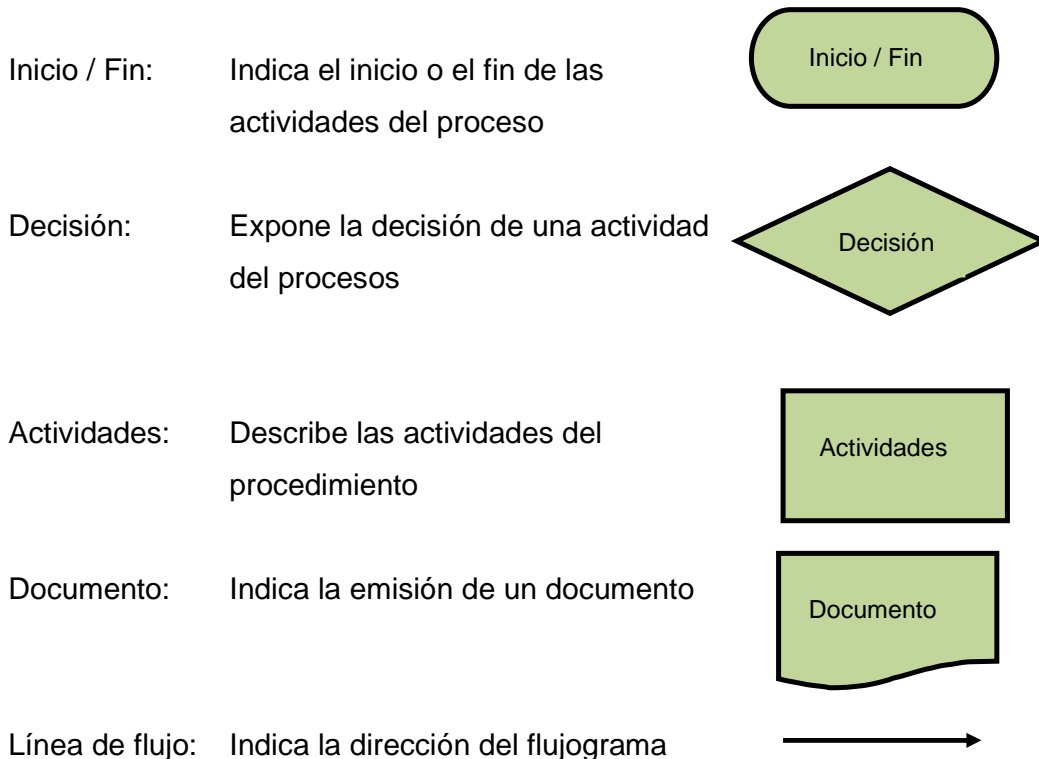 Inicio / Fin: Indica el inicio o el fin de las Inicio / Fin
actividades del proceso
Decisión: Expone la decisión de una actividad Decisión
del procesos
Actividades: Describe las actividades del Actividades
procedimiento
Documento: Indica la emisión de un documento Documento
Línea de flujo: Indica la dirección del flujograma